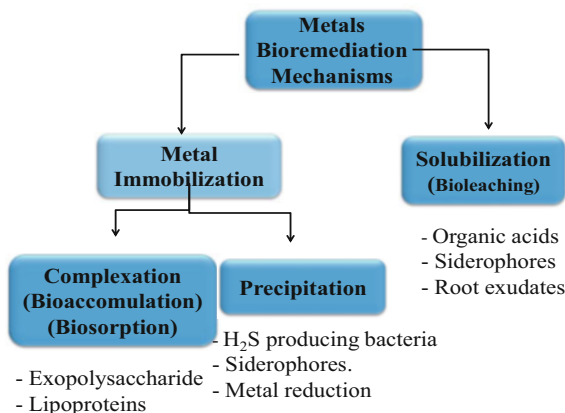 Metals
Bioremediation
Mechanisms
Metal
Immobilization
Solubilization
(Bioleaching)
- Organic acids
- Siderophores
- Root exudates
Complexation
(Bioaccomulation)
(Biosorption)
- Exopolysaccharide
- Lipoproteins
Precipitation
- H₂S producing bacteria
- Siderophores.
- Metal reduction